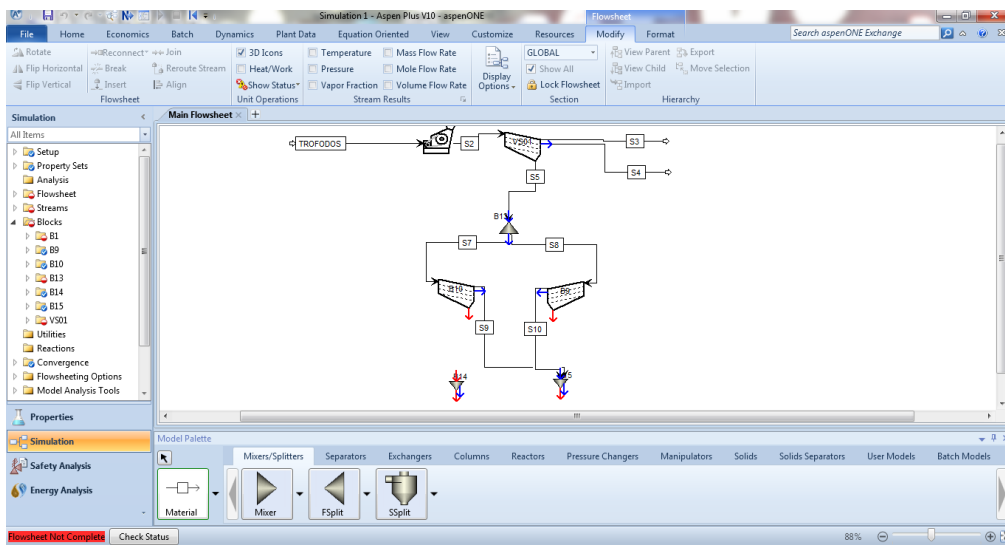 Simulation 1 - Aspen Plus V10 - aspenONE
Flowsheet
File Home Economics Batch Dynamics Plant Data Equation Oriented View Customize Resources Modify Format
Search aspenONE Exchange
Rotate Reconnect Join
Flip Horizontal Break Reroute Stream
Flip Vertical Insert Align
Flowsheet
3D Icons
Heat/Work
Show Status
Unit Operations
Temperature Mass Flow Rate
Pressure Mole Flow Rate
Vapor Fraction Volume Flow Rate
Stream Results
Display Options
GLOBAL
Show All
Lock Flowsheet
Section
View Parent Export
View Child Move Selection
Import
Hierarchy
Simulation
All Items
Setup
Property Sets
Analysis
Flowsheet
Streams
Blocks
B1
B9
B10
B13
B14
B15
VS01
Utilities
Reactions
Convergence
Flowsheeting Options
Model Analysis Tools
Properties
Simulation
Safety Analysis
Energy Analysis
Main Flowsheet
TROFODOS
S2
VS01
S3
S4
S5
S7
S8
B10
B9
S9
S10
Model Palette
Mixers/Splitters Separators Exchangers Columns Reactors Pressure Changers Manipulators Solids Solids Separators User Models Batch Models
Material
Mixer
FSplit
SSplit
Flowsheet Not Complete
Check Status
88%